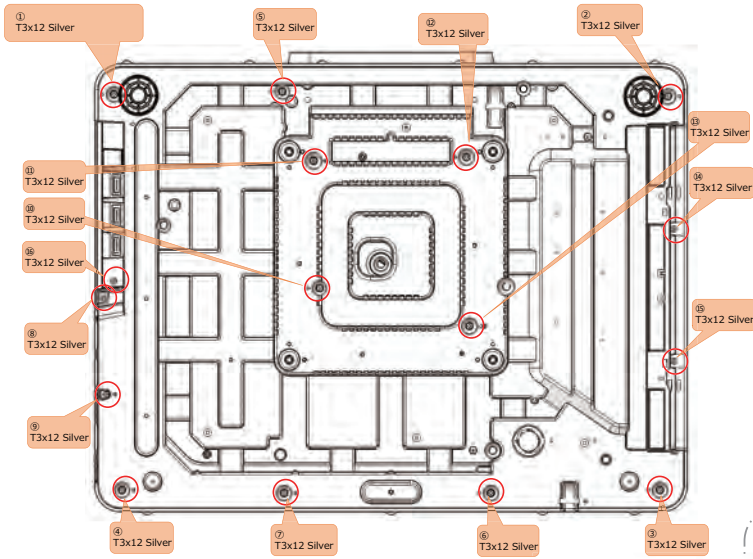 ①
T3x12 Silver
⑤
T3x12 Silver
⑫
T3x12 Silver
②
T3x12 Silver
⑬
T3x12 Silver
⑪
T3x12 Silver
⑭
T3x12 Silver
⑩
T3x12 Silver
⑯
T3x12 Silver
⑮
T3x12 Silver
⑧
T3x12 Silver
⑨
T3x12 Silver
④
T3x12 Silver
⑦
T3x12 Silver
⑥
T3x12 Silver
③
T3x12 Silver